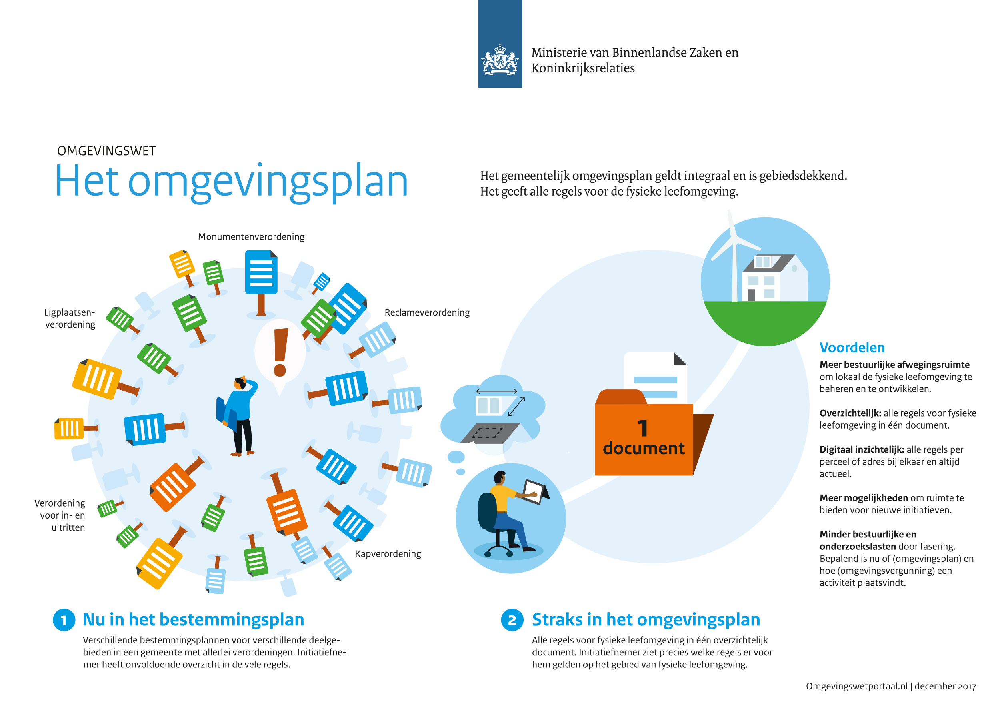 Ministerie van Binnenlandse Zaken en
Koninkrijksrelaties
OMGEVINGSWET
Het omgevingsplan
Het gemeentelijk omgevingsplan geldt integraal en is gebiedsdekkend.
Het geeft alle regels voor de fysieke leefomgeving.
Monumentenverordening
Ligplaatsen-
verordening
Reclameverordening
!
Verordening
voor in- en
uitritten
Kapverordening
1
document
Voordelen
Meer bestuurlijke afwegingsruimte
om lokaal de fysieke leefomgeving te
beheren en te ontwikkelen.
Overzichtelijk: alle regels voor fysieke
leefomgeving in één document.
Digitaal inzichtelijk: alle regels per
perceel of adres bij elkaar en altijd
actueel.
Meer mogelijkheden om ruimte te
bieden voor nieuwe initiatieven.
Minder bestuurlijke en
onderzoekslasten door fasering.
Bepalend is nu of (omgevingsplan) en
hoe (omgevingsvergunning) een
activiteit plaatsvindt.
1 Nu in het bestemmingsplan
Verschillende bestemmingsplannen voor verschillende deelge-
bieden in een gemeente met allerlei verordeningen. Initiatiefne-
mer heeft onvoldoende overzicht in de vele regels.
2 Straks in het omgevingsplan
Alle regels voor fysieke leefomgeving in één overzichtelijk
document. Initiatiefnemer ziet precies welke regels er voor
hem gelden op het gebied van fysieke leefomgeving.
Omgevingswetportaal.nl | december 2017